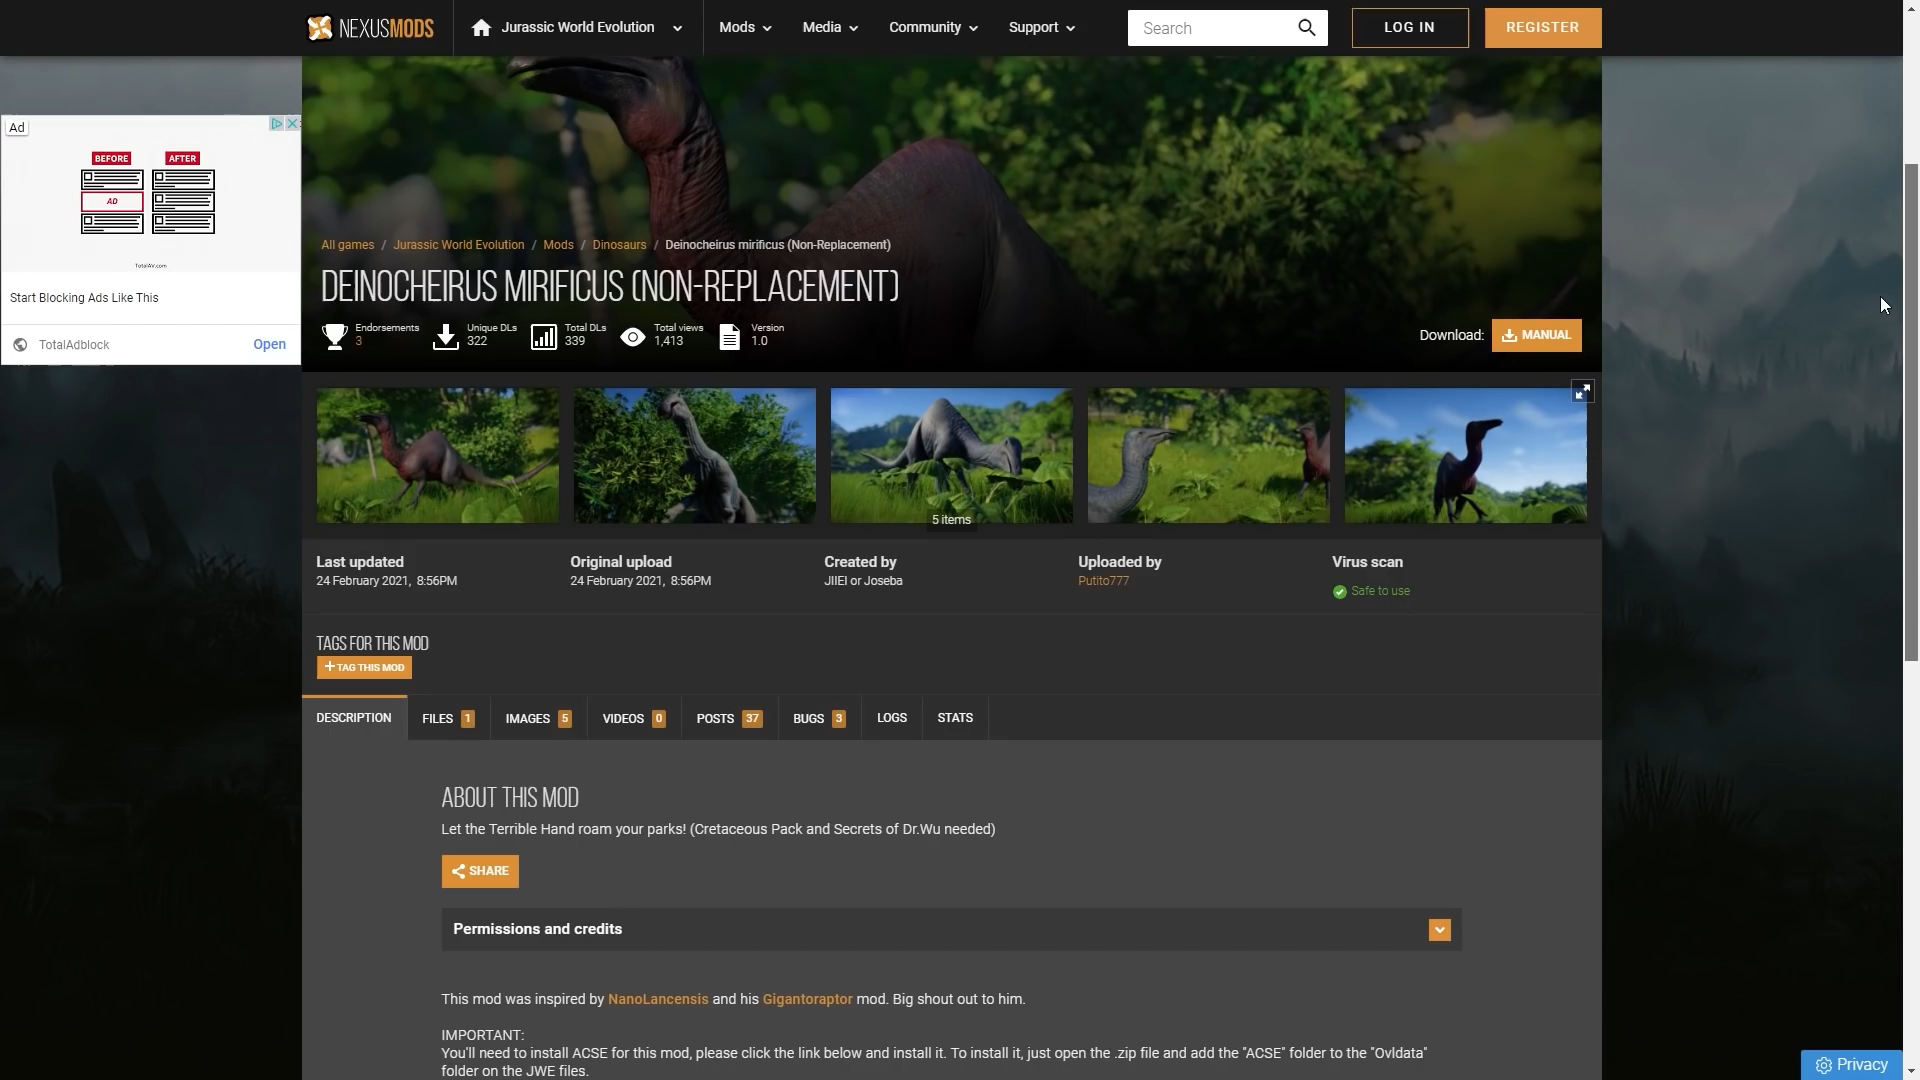 NEXUSMODS
Jurassic World Evolution
Mods
Media
Community
Support
Search
LOG IN
REGISTER
Ad
BEFORE
AFTER
AD
TotalAV.com
Start Blocking Ads Like This
TotalAdblock
Open
All games / Jurassic World Evolution / Mods / Dinosaurs / Deinocheirus mirificus (Non-Replacement)
DEINOCHEIRUS MIRIFICUS (NON-REPLACEMENT)
Endorsements
3
Unique DLs
322
Total DLs
339
Total views
1,413
Version
1.0
Download:
MANUAL
5 items
Last updated
24 February 2021, 8:56PM
Original upload
24 February 2021, 8:56PM
Created by
JIIEI or Joseba
Uploaded by
Putito777
Virus scan
Safe to use
TAGS FOR THIS MOD
+ TAG THIS MOD
DESCRIPTION
FILES 1
IMAGES 5
VIDEOS 0
POSTS 37
BUGS 3
LOGS
STATS
ABOUT THIS MOD
Let the Terrible Hand roam your parks! (Cretaceous Pack and Secrets of Dr.Wu needed)
SHARE
Permissions and credits
This mod was inspired by NanoLancensis and his Gigantoraptor mod. Big shout out to him.
IMPORTANT:
You'll need to install ACSE for this mod, please click the link below and install it. To install it, just open the .zip file and add the "ACSE" folder to the "Ovldata"
folder on the JWE files.
Privacy